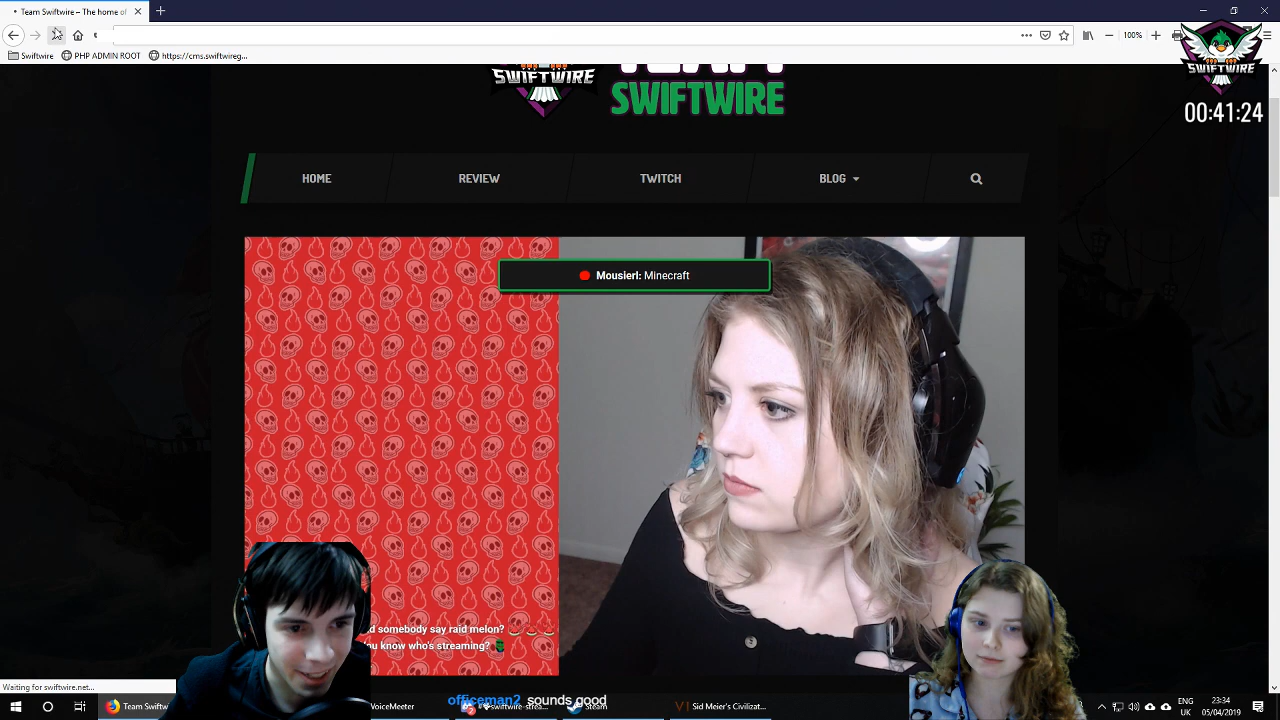 Team Swiftwire – The home of
100%
Swiftwire
PHP ADMIN ROOT
https://cms.swiftwireg...
SWIFTWIRE
00:41:24
SWIFTWIRE
SWIFTWIRE
HOME
REVIEW
TWITCH
BLOG
Mousierl: Minecraft
somebody say raid melon?
know who's streaming?
Waiting for swiftwire.net...
officeman2 sounds good
Team Swiftw
VoiceMeeter
Steam
Sid Meier's Civilizat...
ENG
UK
23:34
05/04/2019